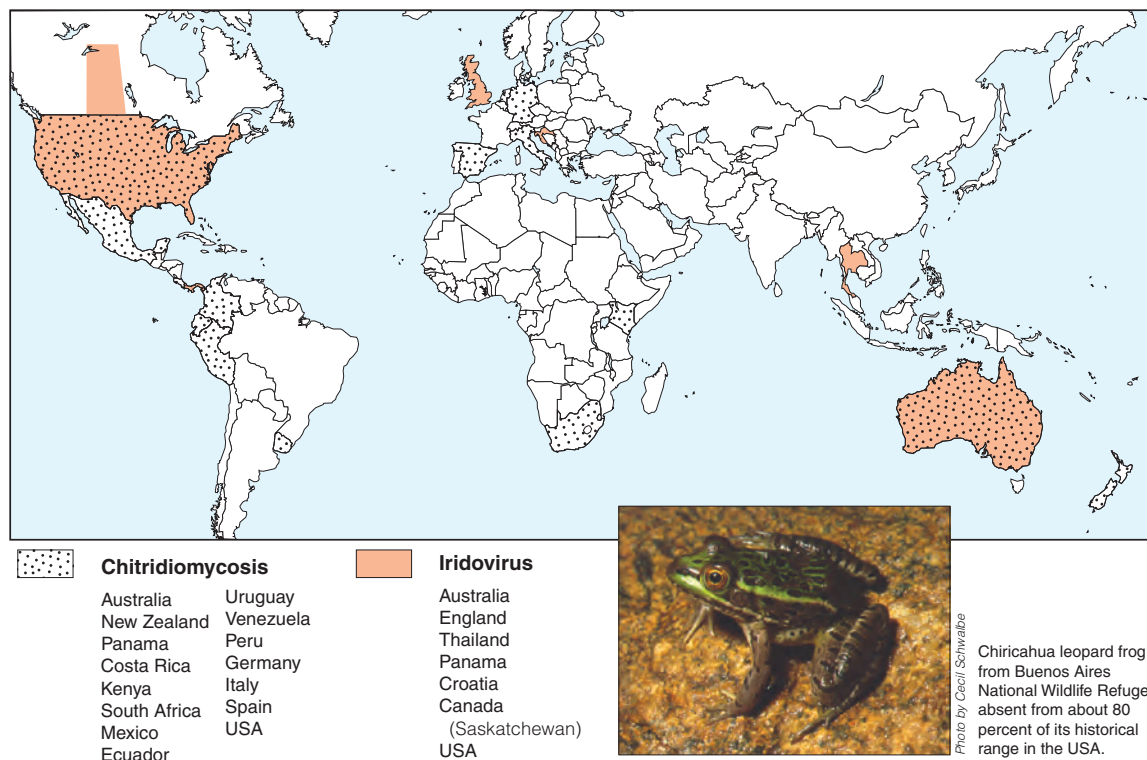 Chitridiomycosis
Australia
New Zealand
Panama
Costa Rica
Kenya
South Africa
Mexico
Ecuador
Uruguay
Venezuela
Peru
Germany
Italy
Spain
USA
Iridovirus
Australia
England
Thailand
Panama
Croatia
Canada
(Saskatchewan)
USA
Photo by Cecil Schwalbe
Chiricahua leopard frog
from Buenos Aires
National Wildlife Refuge
absent from about 80
percent of its historical
range in the USA.